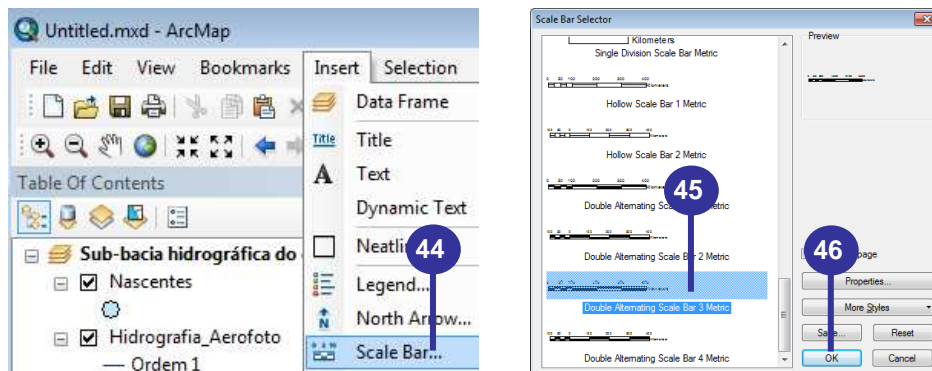 Untitled.mxd - ArcMap
File Edit View Bookmarks Insert Selection
Data Frame
Title Title
A Text
Dynamic Text
44
Legend...
N North Arrow...
Scale Bar...
Table Of Contents
Sub-bacia hidrográfica do
Nascentes
Hidrografia_Aerofoto
Ordem 1
Scale Bar Selector
Kilometers
Single Division Scale Bar Metric
Hollow Scale Bar 1 Metric
Hollow Scale Bar 2 Metric
45
Double Alternating
Double Alternating Scale 2 Metric
Double Alternating Scale Bar 3 Metric
Double Alternating Scale Bar 4 Metric
Preview
46
Properties...
More Styles
Reset
OK Cancel